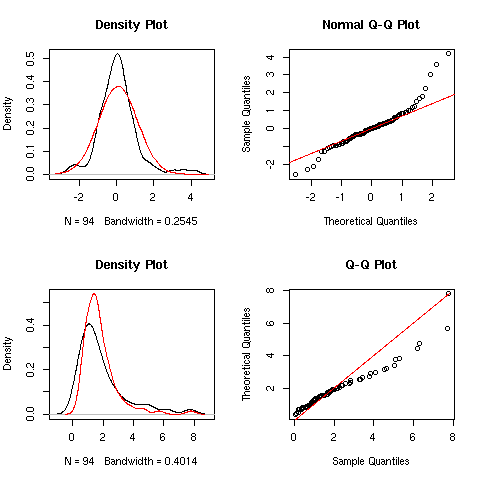 Density Plot
Density
0.0 0.1 0.2 0.3 0.4 0.5
-2 0 2 4
N = 94 Bandwidth = 0.2545
Normal Q-Q Plot
Sample Quantiles
-2 0 1 2 3 4
-2 -1 0 1 2
Theoretical Quantiles
Density Plot
Density
0.0 0.2 0.4
0 2 4 6 8
N = 94 Bandwidth = 0.4014
Q-Q Plot
Theoretical Quantiles
2 4 6 8
0 2 4 6 8
Sample Quantiles